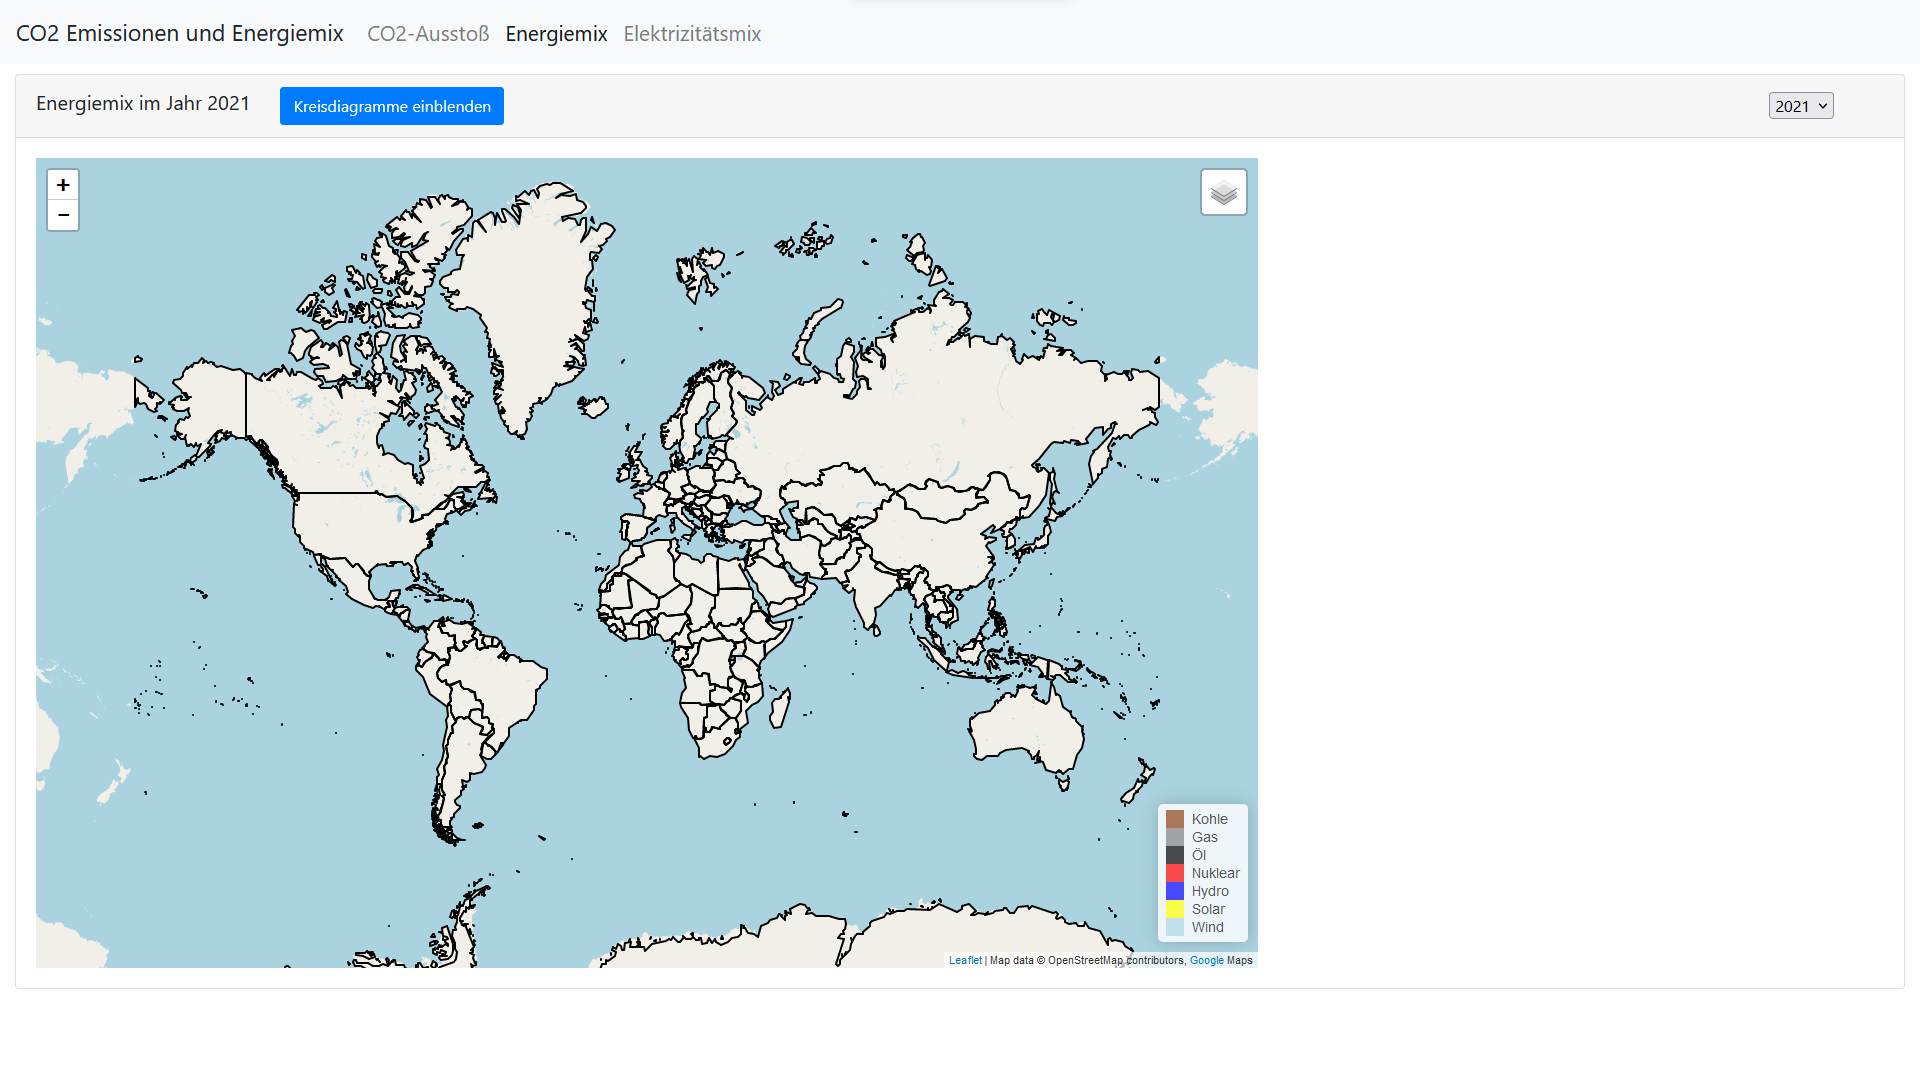 CO2 Emissionen und Energiemix CO2-Ausstoß Energiemix Elektrizitätsmix
Energiemix im Jahr 2021 Kreisdiagramme einblenden 2021
+
−
Kohle
Gas
Öl
Nuklear
Hydro
Solar
Wind
Leaflet | Map data © OpenStreetMap contributors, Google Maps